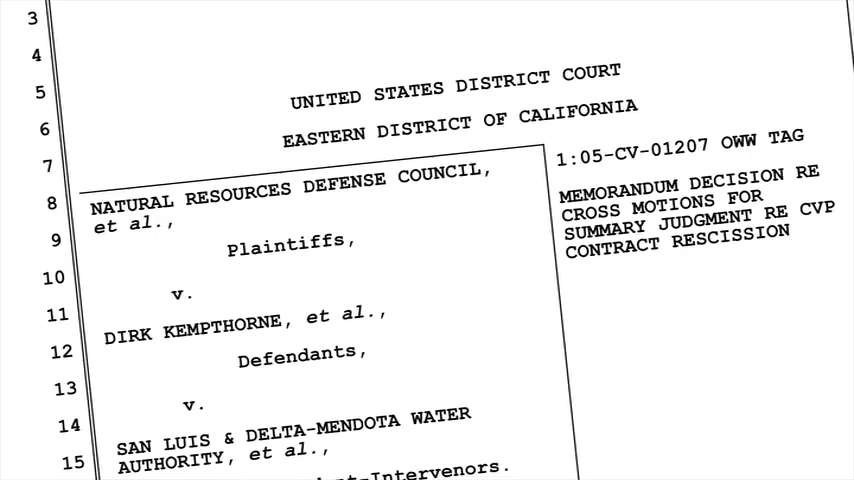 3
4
5 UNITED STATES DISTRICT COURT
6 EASTERN DISTRICT OF CALIFORNIA
7
8 NATURAL RESOURCES DEFENSE COUNCIL,
et al.,
9 Plaintiffs,
10 v.
11 DIRK KEMPTHORNE, et al.,
12 Defendants,
13 v.
14 SAN LUIS & DELTA-MENDOTA WATER
15 AUTHORITY, et al.,
-Intervenors.
1:05-CV-01207 OWW TAG
MEMORANDUM DECISION RE
CROSS MOTIONS FOR
SUMMARY JUDGMENT RE CVP
CONTRACT RESCISSION